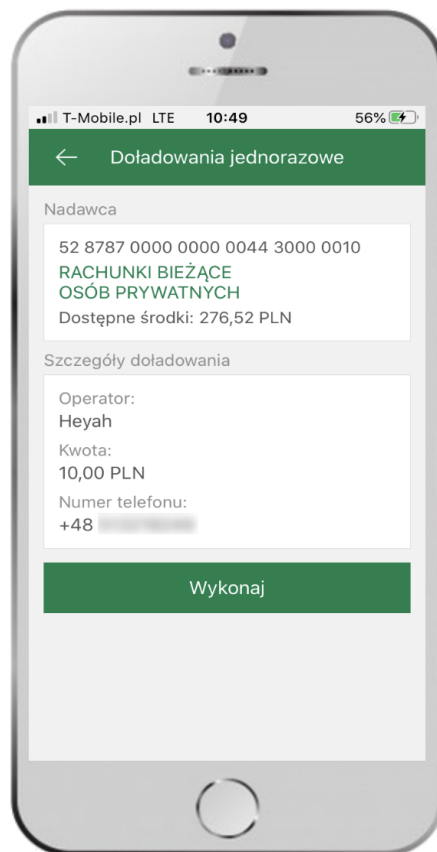 T-Mobile.pl LTE 10:49 56%
Doładowania jednorazowe
Nadawca
52 8787 0000 0000 0044 3000 0010
RACHUNKI BIEŻĄCE
OSÓB PRYWATNYCH
Dostępne środki: 276,52 PLN
Szczegóły doładowania
Operator:
Heyah
Kwota:
10,00 PLN
Numer telefonu:
+48
Wykonaj